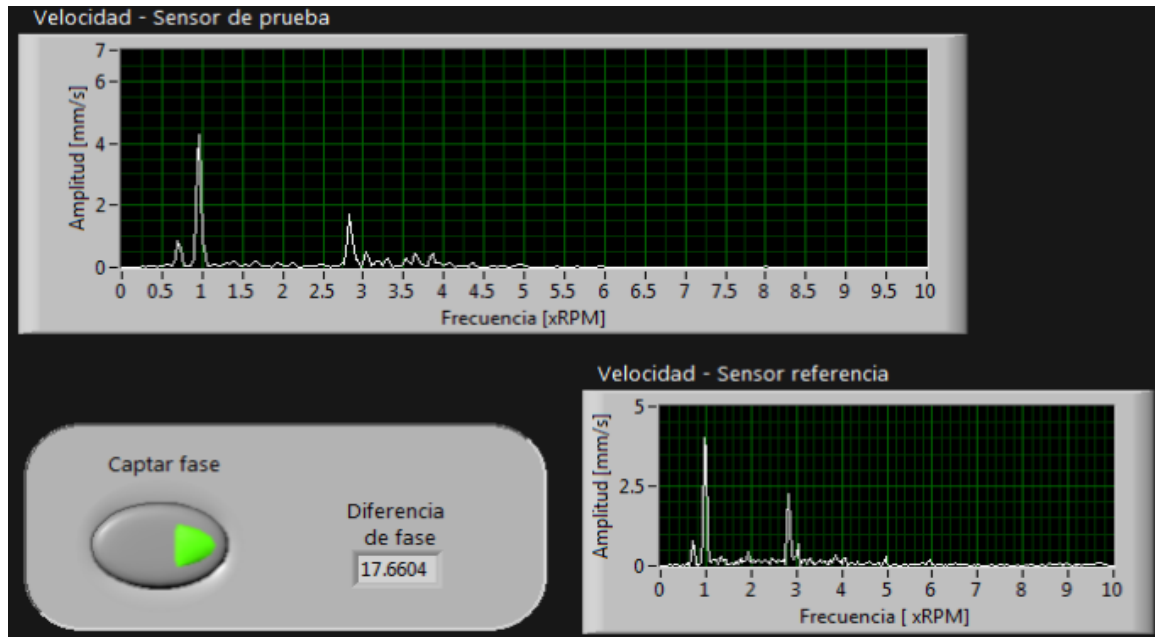 Velocidad - Sensor de prueba
7
6
4
2
0
Amplitud [mm/s]
0 0.5 1 1.5 2 2.5 3 3.5 4 4.5 5 5.5 6 6.5 7 7.5 8 8.5 9 9.5 10
Frecuencia [xRPM]
Velocidad - Sensor referencia
5
2.5
0
Amplitud [mm/s]
0 1 2 3 4 5 6 7 8 9 10
Frecuencia [ xRPM]
Captar fase
Diferencia
de fase
17.6604